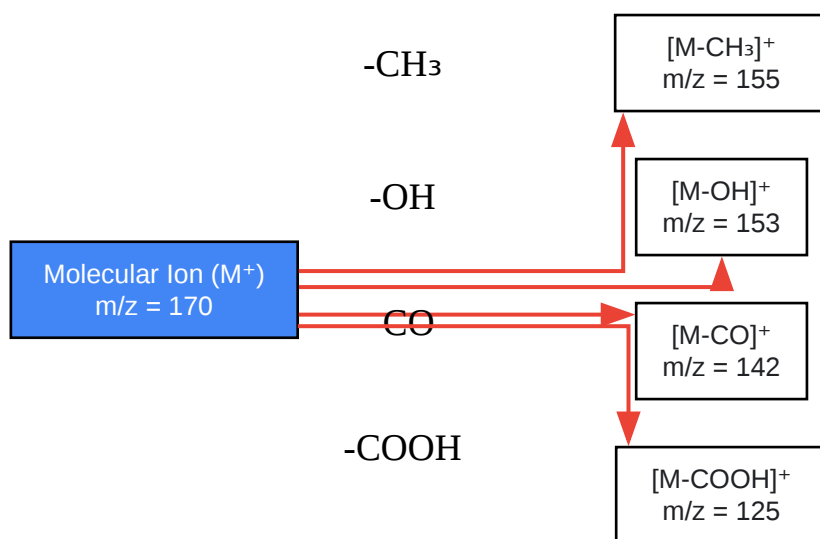 -CH₃
[M-CH₃]⁺
m/z = 155
-OH
[M-OH]⁺
m/z = 153
Molecular Ion (M⁺)
m/z = 170
CO
[M-CO]⁺
m/z = 142
-COOH
[M-COOH]⁺
m/z = 125